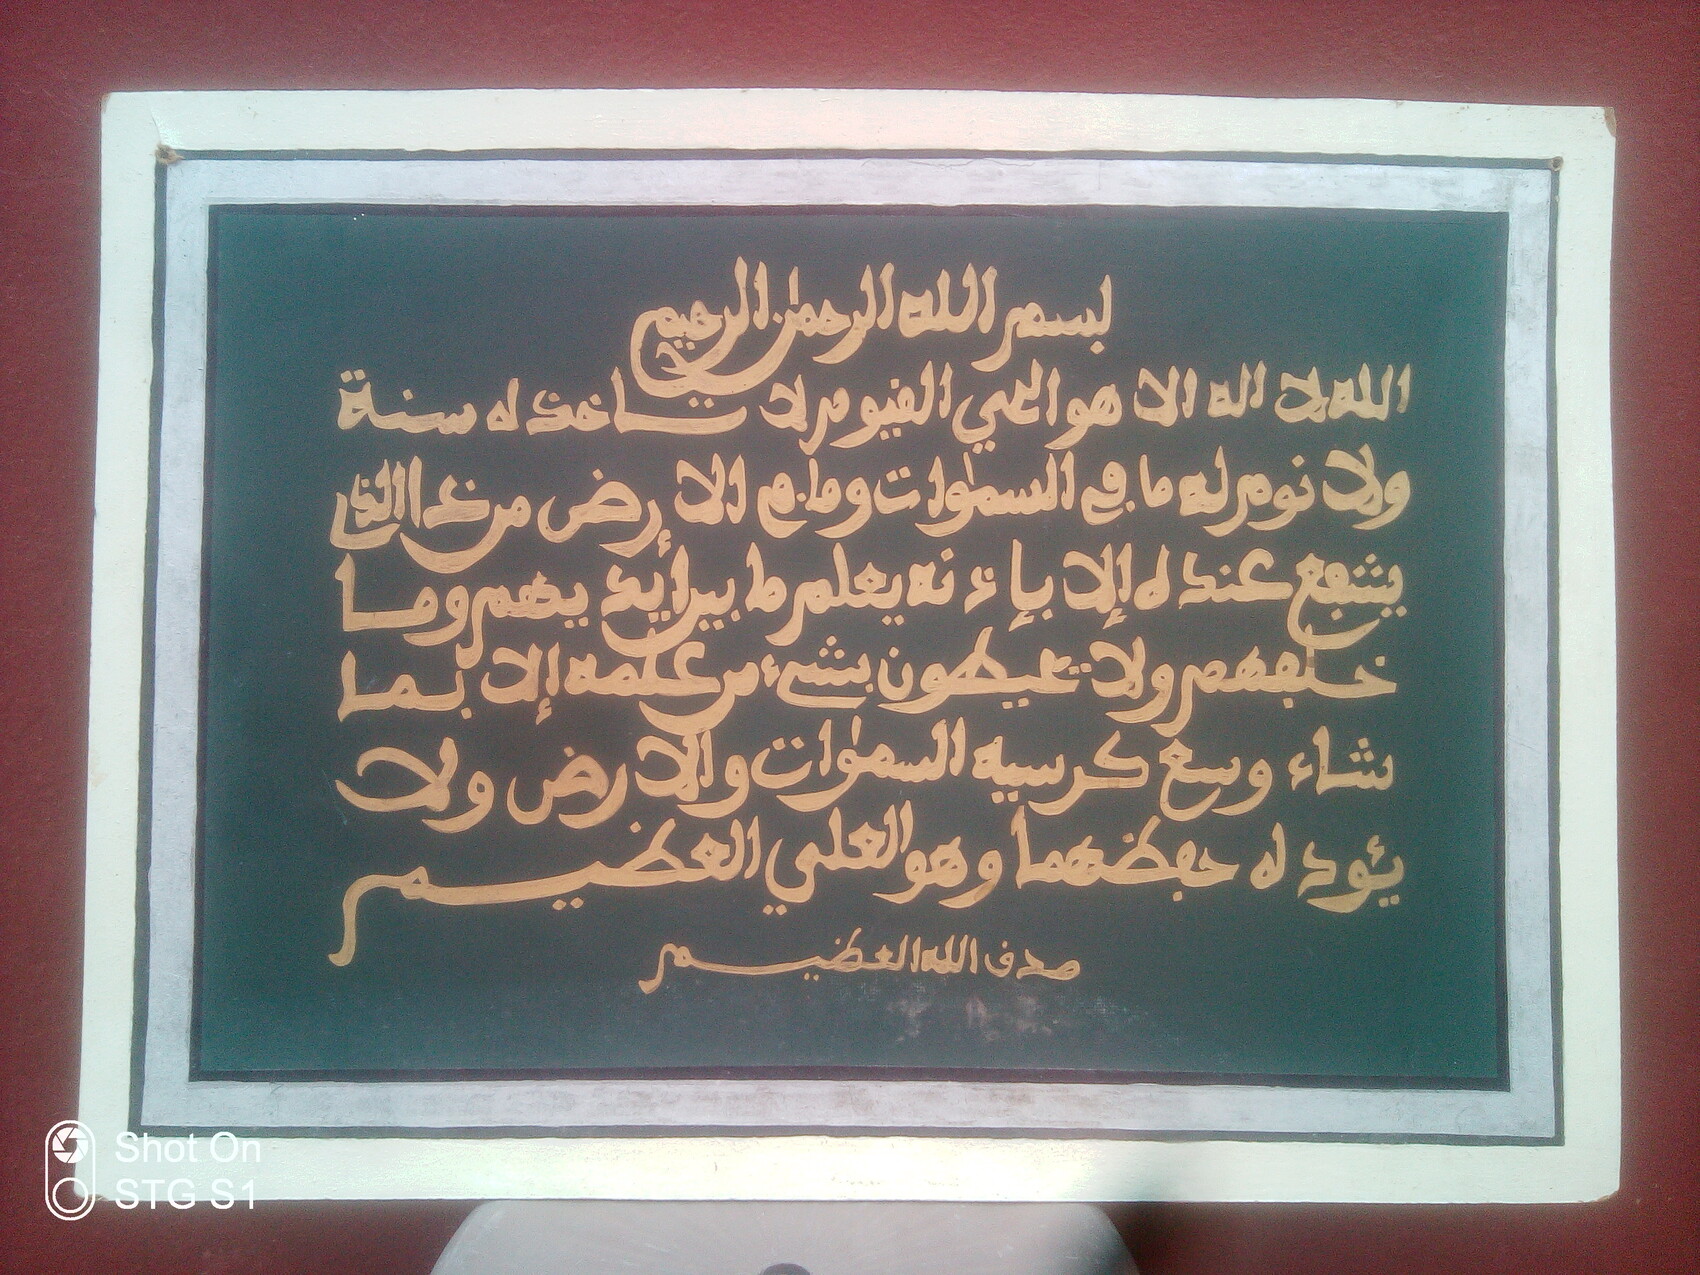 بسم الله الرحمن الرحيم
الله لا اله الا هو الحي القيوم لا تاخذه سنة
ولا نوم له ما في السموات وما في الارض من ذا الذي
يشفع عنده إلا بإذنه يعلم ما بين أيديهم وما
خلفهم ولا تحيطون بشيء من علمه إلا بما
شاء وسع كرسيه السموات والارض ولا
يؤده حفظهما وهو العلي العظيم
صدق الله العظيم
Shot On
STG S1